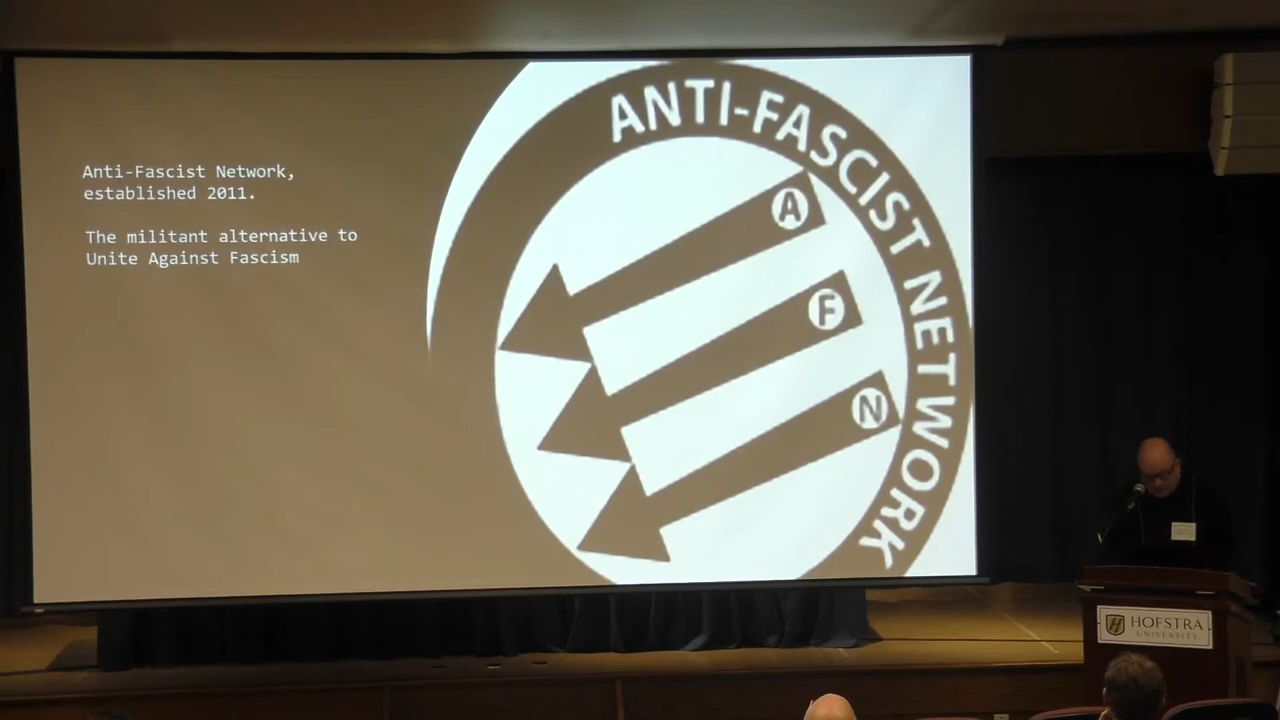 Anti-Fascist Network,
established 2011.
The militant alternative to
Unite Against Fascism
ANTI-FASCIST NETWORK
A
F
N
HOFSTRA
UNIVERSITY